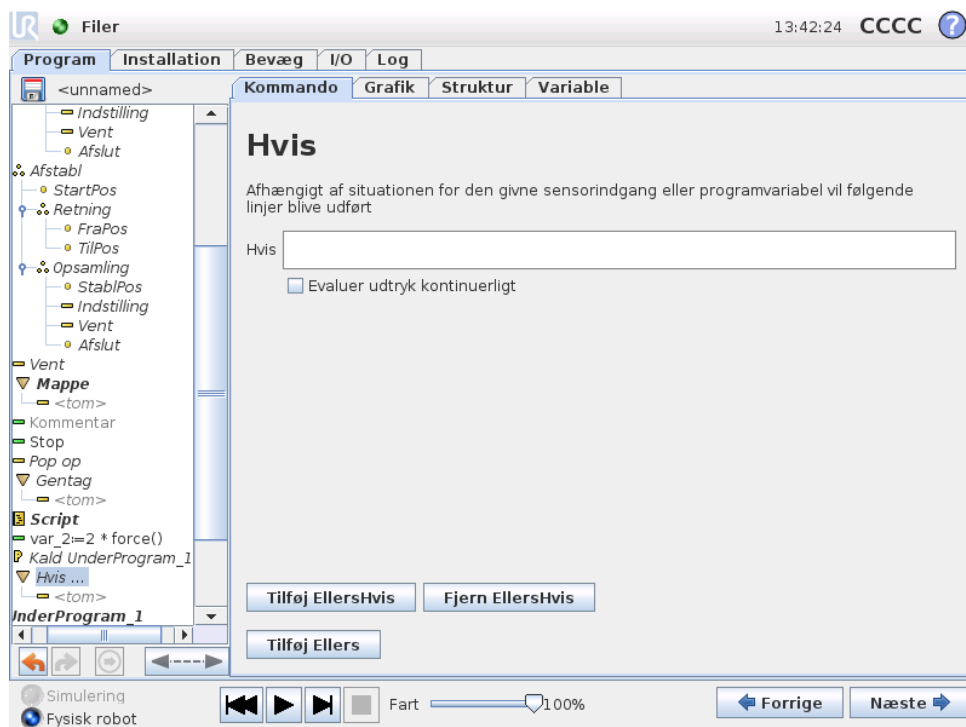 UR Filer 13:42:24 CCCC ?
Program Installation Bevæg I/O Log
<unnamed>
Kommando Grafik Struktur Variable
Indstilling
Vent
Afslut
Afstabl
StartPos
Retning
FraPos
TilPos
Opsamling
StablPos
Indstilling
Vent
Afslut
Vent
Mappe
<tom>
Kommentar
Stop
Pop op
Gentag
<tom>
Script
var_2:=2 * force()
P Kald UnderProgram_1
Hvis ...
<tom>
InderProgram_1
Hvis
Afhængigt af situationen for den givne sensorindgang eller programvariabel vil følgende
linjer blive udført
Hvis
Evaluer udtryk kontinuerligt
Tilføj EllersHvis Fjern EllersHvis
Tilføj Ellers
Simulering
Fysisk robot
Fart 100%
Forrige Næste